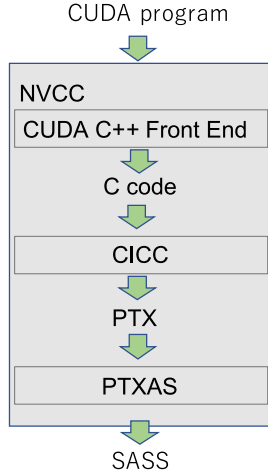 CUDA program
NVCC
CUDA C++ Front End
C code
CICC
PTX
PTXAS
SASS